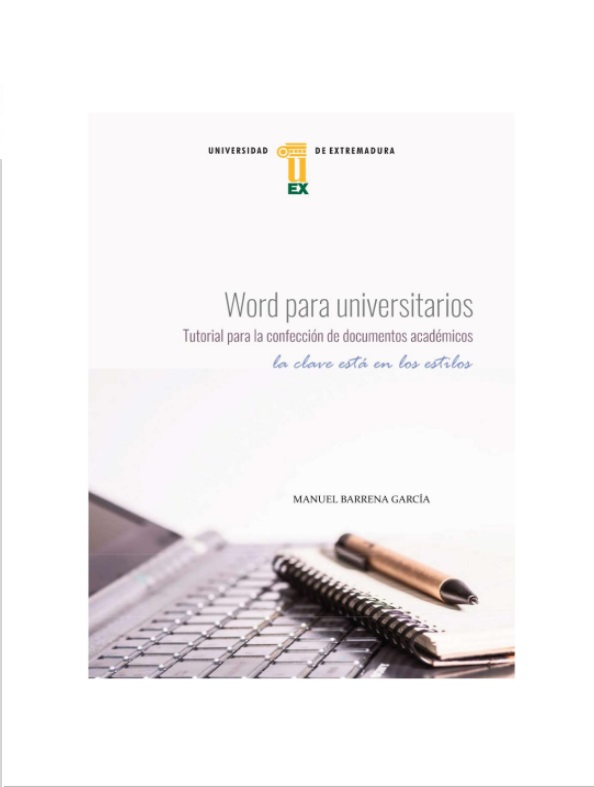 UNIVERSIDAD DE EXTREMADURA
UEX
Word para universitarios
Tutorial para la confección de documentos académicos
la clave está en los estilos
MANUEL BARRENA GARCÍA